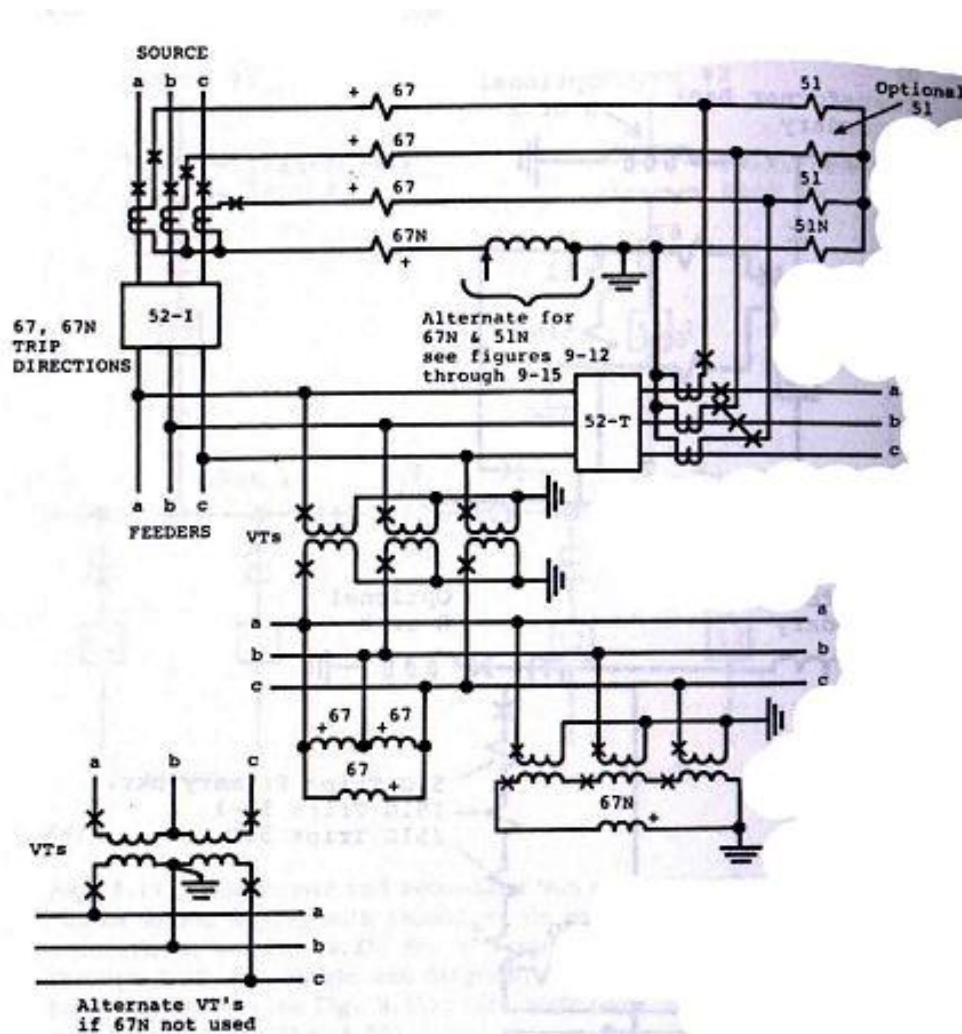 SOURCE
a b c
+ 67
51
Optional
51
+ 67
+ 67
51
67N
+
51N
52-I
67, 67N
TRIP
DIRECTIONS
Alternate for
67N & 51N
see figures 9-12
through 9-15
52-T
a
b
c
a b c
FEEDERS
VTs
a
b
c
a
b
c
67 67
+ +
67
+
67N
+
a b c
VTs
a
b
c
Alternate VT's
if 67N not used